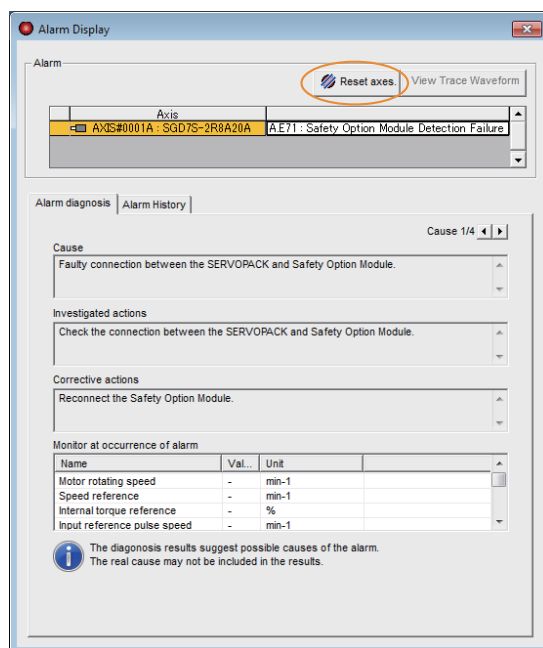 Alarm Display
Alarm
Reset axes.
View Trace Waveform
Axis
AXIS#0001A : SGD7S-2R8A20A
A.E71 : Safety Option Module Detection Failure
Alarm diagnosis
Alarm History
Cause 1/4
Cause
Faulty connection between the SERVOPACK and Safety Option Module.
Investigated actions
Check the connection between the SERVOPACK and Safety Option Module.
Corrective actions
Reconnect the Safety Option Module.
Monitor at occurrence of alarm
Name Val... Unit
Motor rotating speed - min-1
Speed reference - min-1
Internal torque reference - %
Input reference pulse speed - min-1
The diagonosis results suggest possible causes of the alarm.
The real cause may not be included in the results.